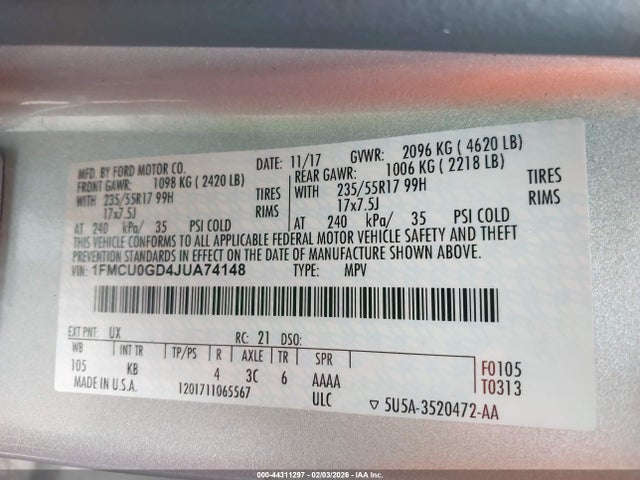 MFD. BY FORD MOTOR CO. DATE: 11/17 GVWR: 2096 KG ( 4620 LB)
FRONT GAWR: 1098 KG ( 2420 LB) REAR GAWR: 1006 KG ( 2218 LB)
WITH 235/55R17 99H TIRES WITH 235/55R17 99H TIRES
17x7.5J RIMS 17x7.5J RIMS
AT 240 kPa/ 35 PSI COLD AT 240 kPa/ 35 PSI COLD
THIS VEHICLE CONFORMS TO ALL APPLICABLE FEDERAL MOTOR VEHICLE SAFETY AND THEFT
PREVENTION STANDARDS IN EFFECT ON THE DATE OF MANUFACTURE SHOWN ABOVE.
VIN: 1FMCU0GD4JUA74148 TYPE: MPV
EXT PNT: UX RC: 21 DSO:
WB INT TR TP/PS R AXLE TR SPR
105 KB 4 3C 6 AAAA F0105
MADE IN U.S.A. 1201711065567 ULC T0313
▽ 5U5A-3520472-AA
000-44311297 - 02/03/2026 - IAA Inc.